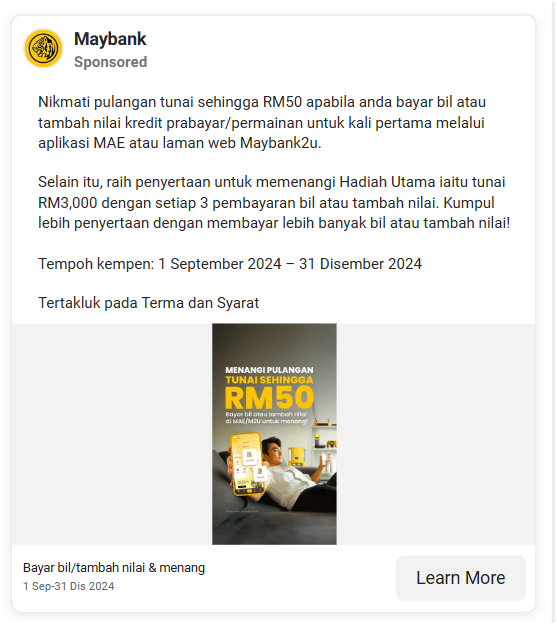 Maybank
Sponsored
Nikmati pulangan tunai sehingga RM50 apabila anda bayar bil atau
tambah nilai kredit prabayar/permainan untuk kali pertama melalui
aplikasi MAE atau laman web Maybank2u.
Selain itu, raih penyertaan untuk memenangi Hadiah Utama iaitu tunai
RM3,000 dengan setiap 3 pembayaran bil atau tambah nilai. Kumpul
lebih penyertaan dengan membayar lebih banyak bil atau tambah nilai!
Tempoh kempen: 1 September 2024 – 31 Disember 2024
Tertakluk pada Terma dan Syarat
MENANGI PULANGAN
TUNAI SEHINGGA
RM50
Bayar bil atau tambah nilai
di MAE/M2U untuk menang!
Bayar bil/tambah nilai & menang
1 Sep-31 Dis 2024
Learn More